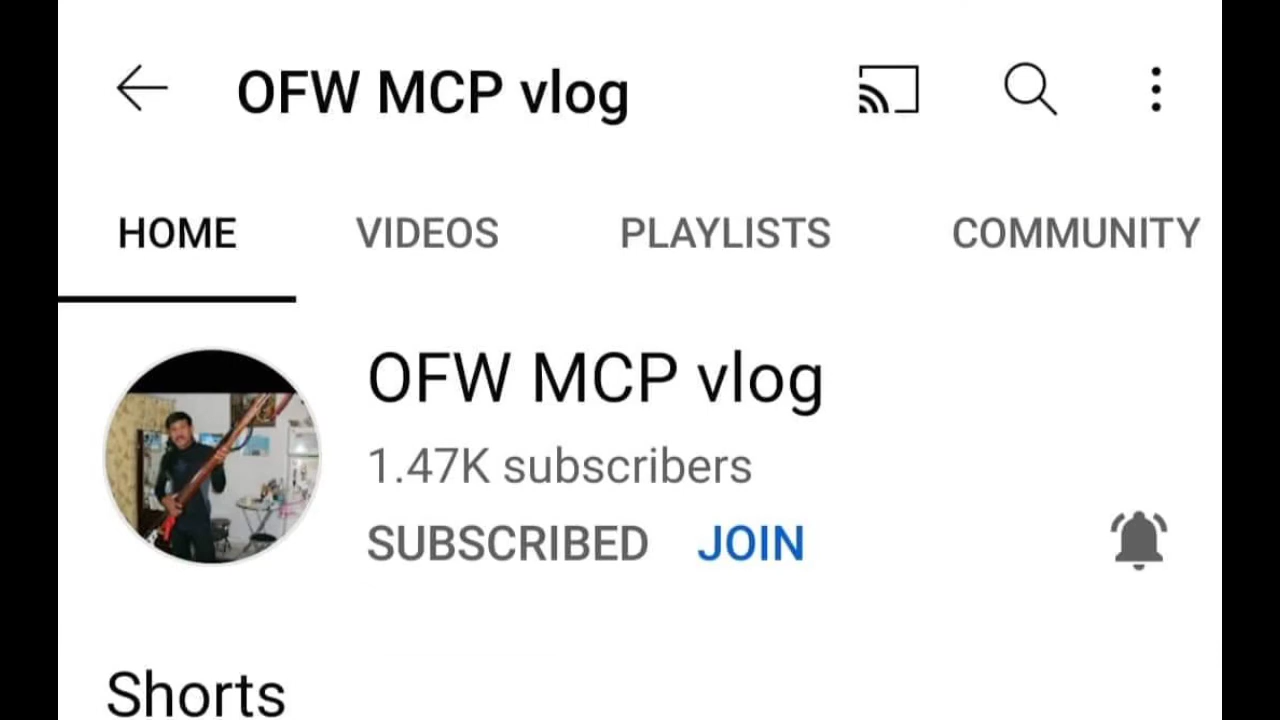 OFW MCP vlog
HOME VIDEOS PLAYLISTS COMMUNITY
OFW MCP vlog
1.47K subscribers
SUBSCRIBED JOIN
Shorts